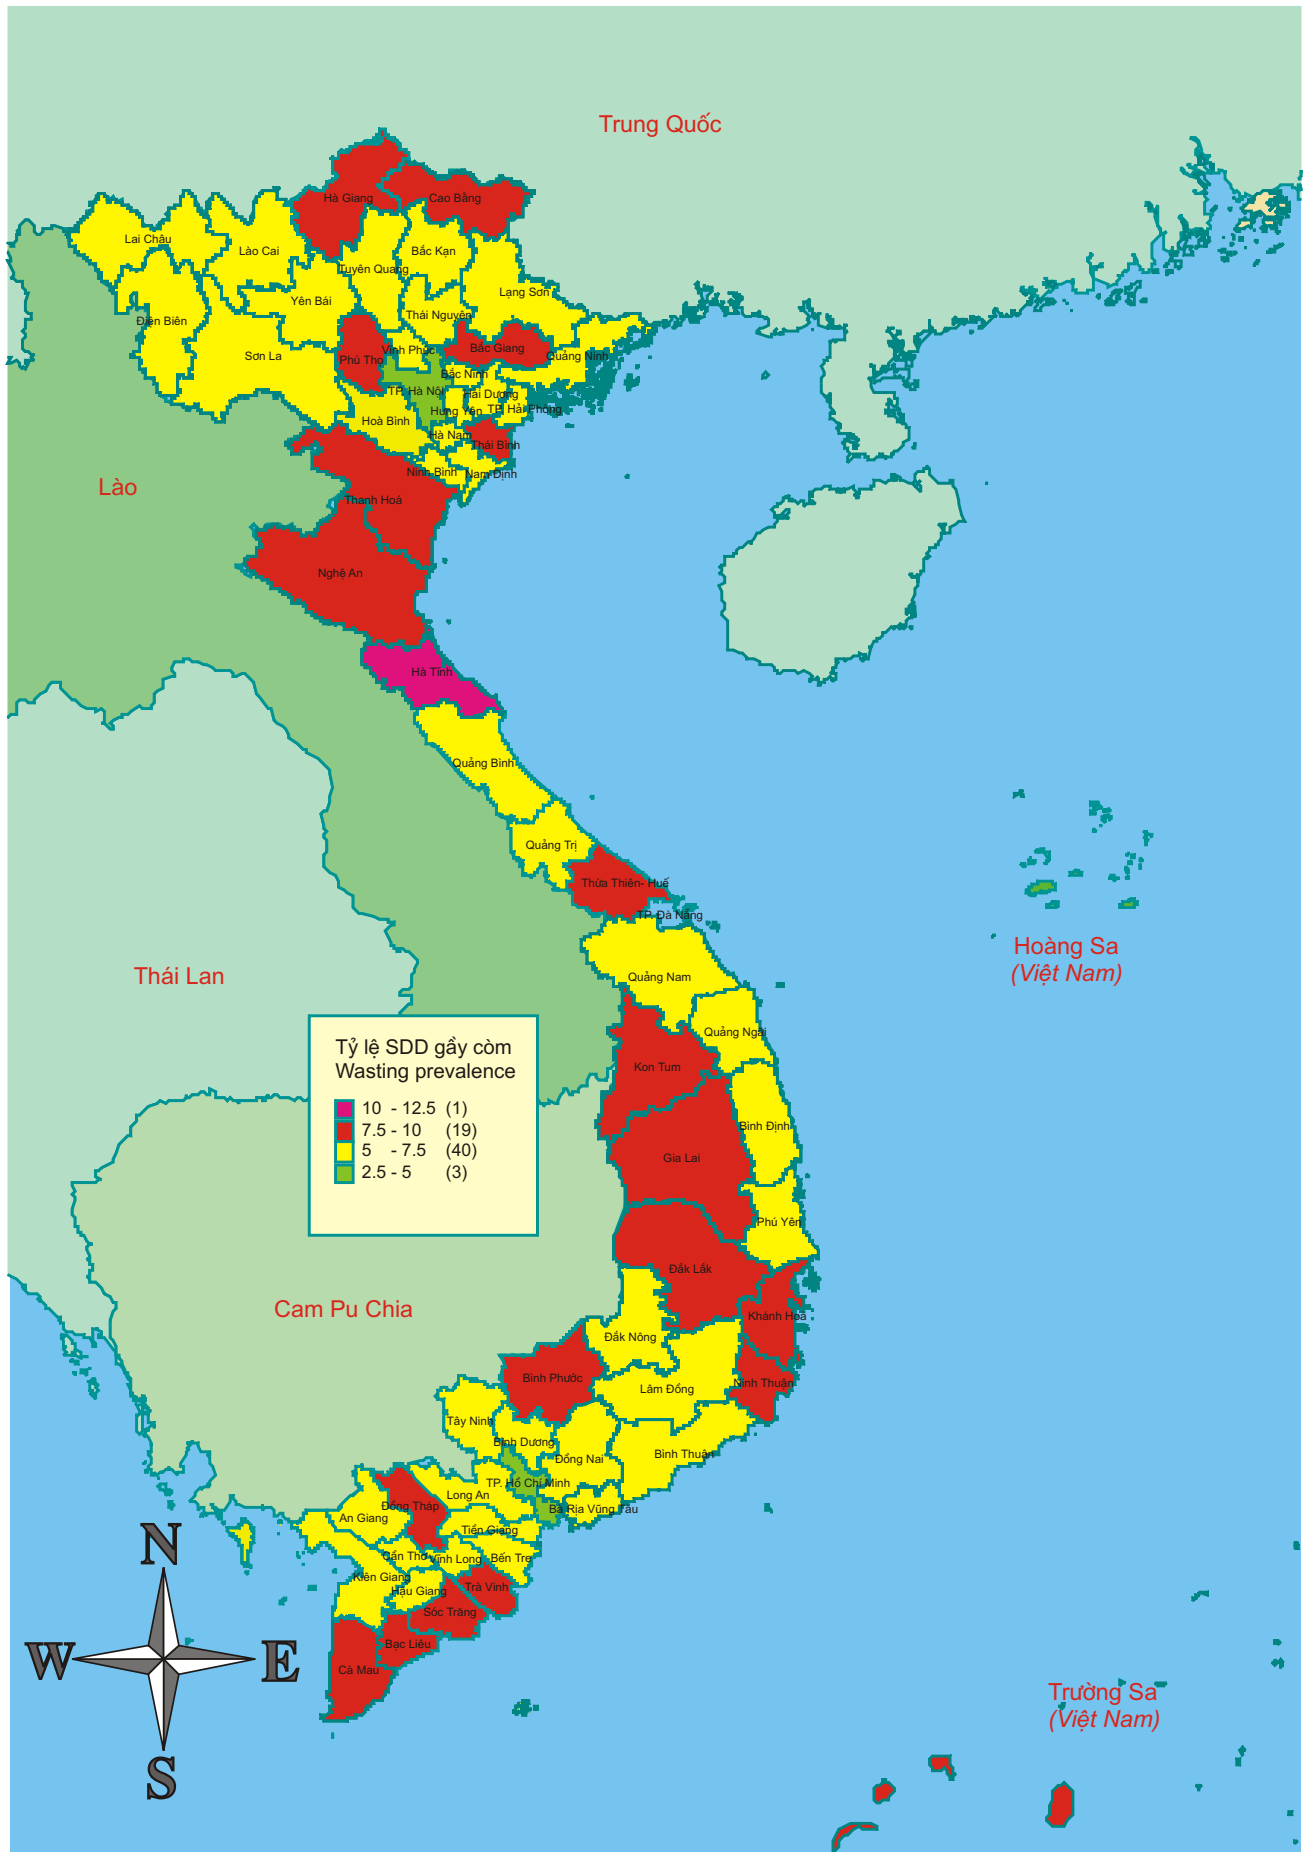 Trung Quốc
Hà Giang
Cao Bằng
Lai Châu
Lào Cai
Bắc Kạn
Tuyên Quang
Lạng Sơn
Yên Bái
Thái Nguyên
Điện Biên
Sơn La
Phú Thọ
Vĩnh Phúc
Bắc Giang
Quảng Ninh
Bắc Ninh
TP. Hà Nội
Hải Dương
Hưng Yên
TP. Hải Phòng
Hoà Bình
Hà Nam
Thái Bình
Ninh Bình
Nam Định
Lào
Thanh Hoá
Nghệ An
Hà Tĩnh
Quảng Bình
Quảng Trị
Thừa Thiên- Huế
TP. Đà Nẵng
Hoàng Sa
(Việt Nam)
Thái Lan
Quảng Nam
Quảng Ngãi
Tỷ lệ SDD gầy còm
Wasting prevalence
10 - 12.5 (1)
7.5 - 10 (19)
5 - 7.5 (40)
2.5 - 5 (3)
Kon Tum
Bình Định
Gia Lai
Phú Yên
Đắk Lắk
Cam Pu Chia
Khánh Hoà
Đắk Nông
Bình Phước
Ninh Thuận
Lâm Đồng
Tây Ninh
Bình Dương
Bình Thuận
Đồng Nai
TP. Hồ Chí Minh
Long An
Đồng Tháp
Bà Rịa Vũng Tàu
An Giang
Tiền Giang
Cần Thơ
Vĩnh Long
Bến Tre
Kiên Giang
Hậu Giang
Trà Vinh
Sóc Trăng
Bạc Liêu
Cà Mau
N
W
E
S
Trường Sa
(Việt Nam)